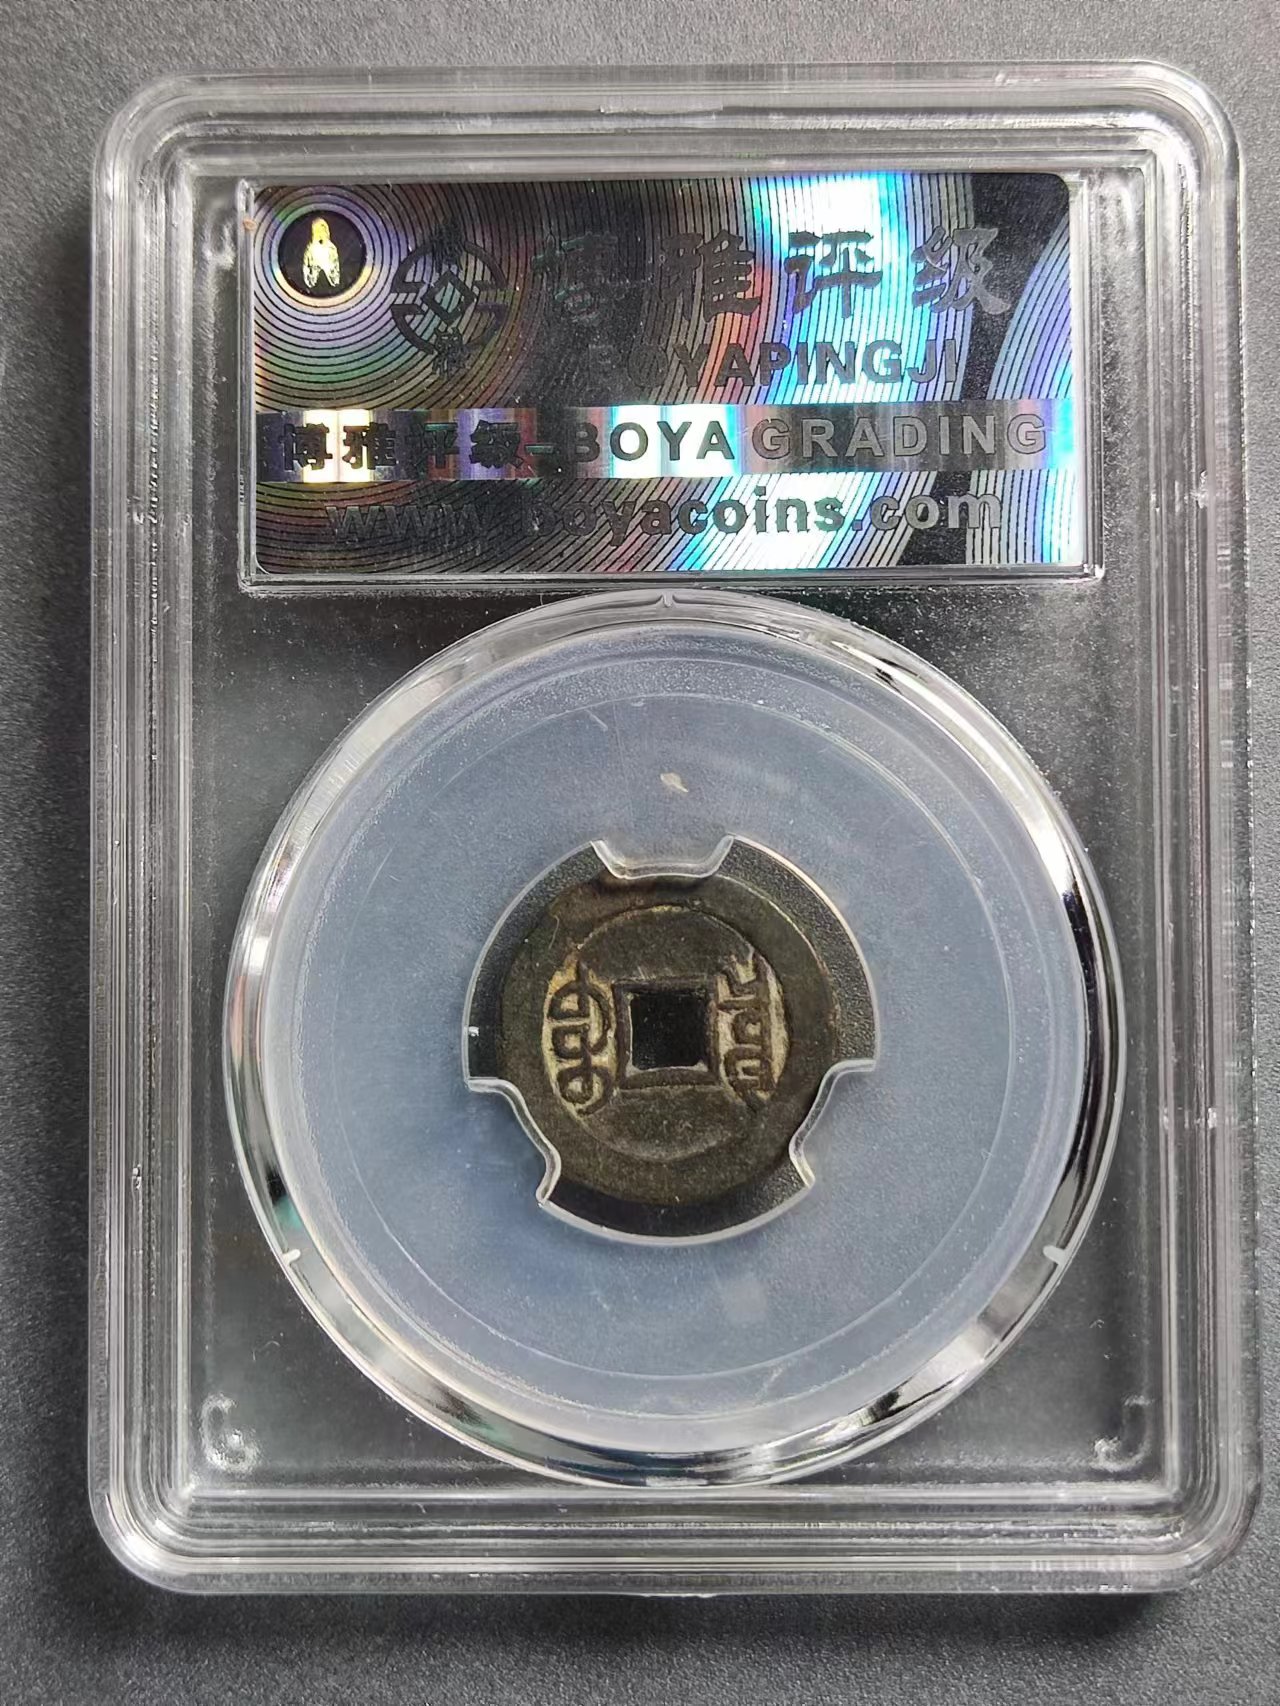 博雅评级
BOYAPINGJI
博雅评级-BOYA GRADING
www.boyacoins.com